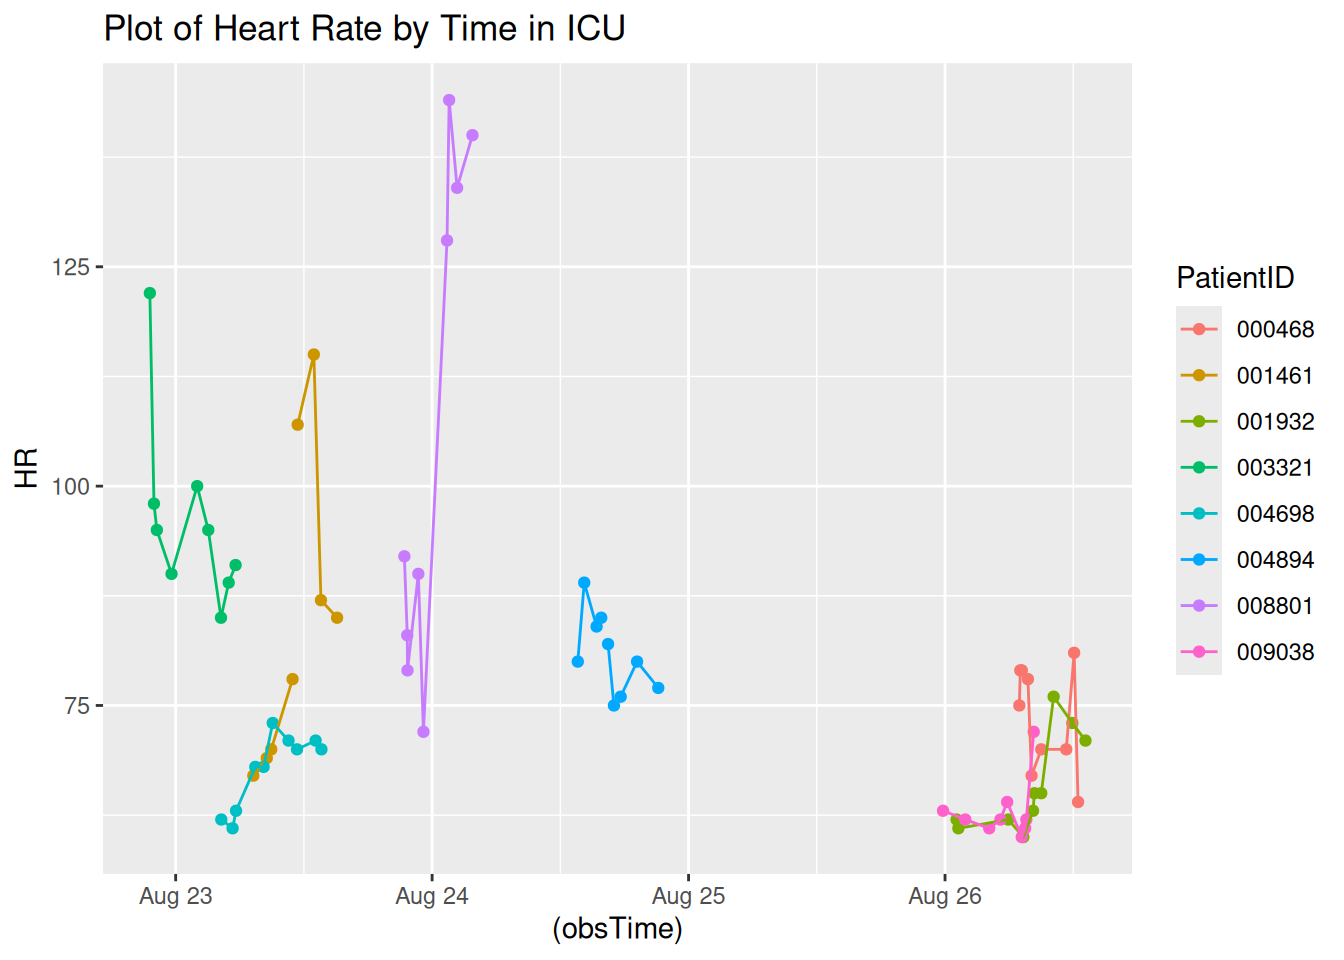 Plot of Heart Rate by Time in ICU
HR
125
100
75
Aug 23
Aug 24
Aug 25
Aug 26
(obsTime)
PatientID
000468
001461
001932
003321
004698
004894
008801
009038